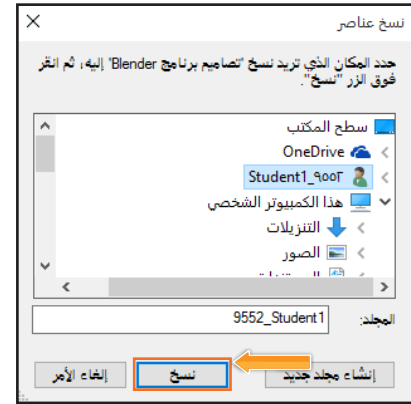 نسخ عناصر
حدد المكان الذي تريد نسخ 'تصاميم برنامج Blender' إليه، ثم انقر
فوق الزر "نسخ".
سطح المكتب
OneDrive
Student1_٩٥٥٢
هذا الكمبيوتر الشخصي
التنزيلات
الصور
المجلد:
9552_Student1
إنشاء مجلد جديد
نسخ
إلغاء الأمر